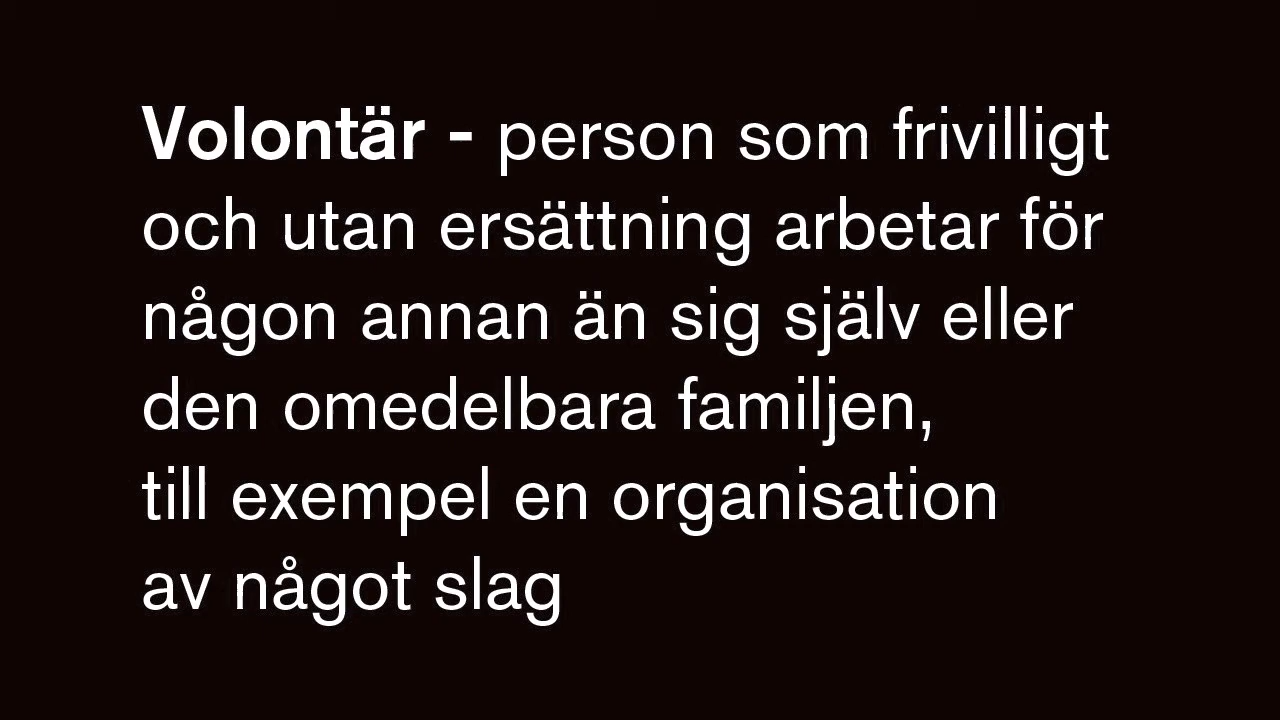 Volontär - person som frivilligt
och utan ersättning arbetar för
någon annan än sig själv eller
den omedelbara familjen,
till exempel en organisation
av något slag